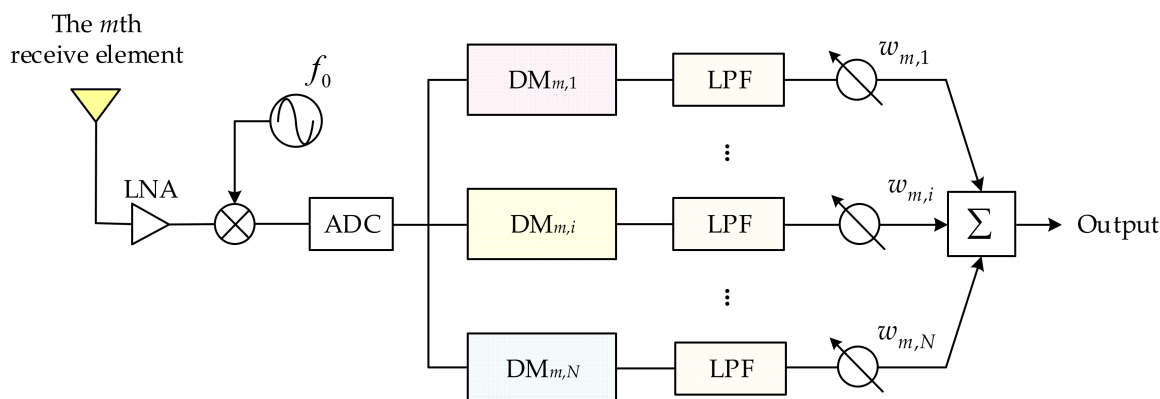 The mth
receive element
f₀
LNA
ADC
DMm,1
LPF
wm,1
⋮
DMm,i
LPF
wm,i
∑
Output
⋮
DMm,N
LPF
wm,N